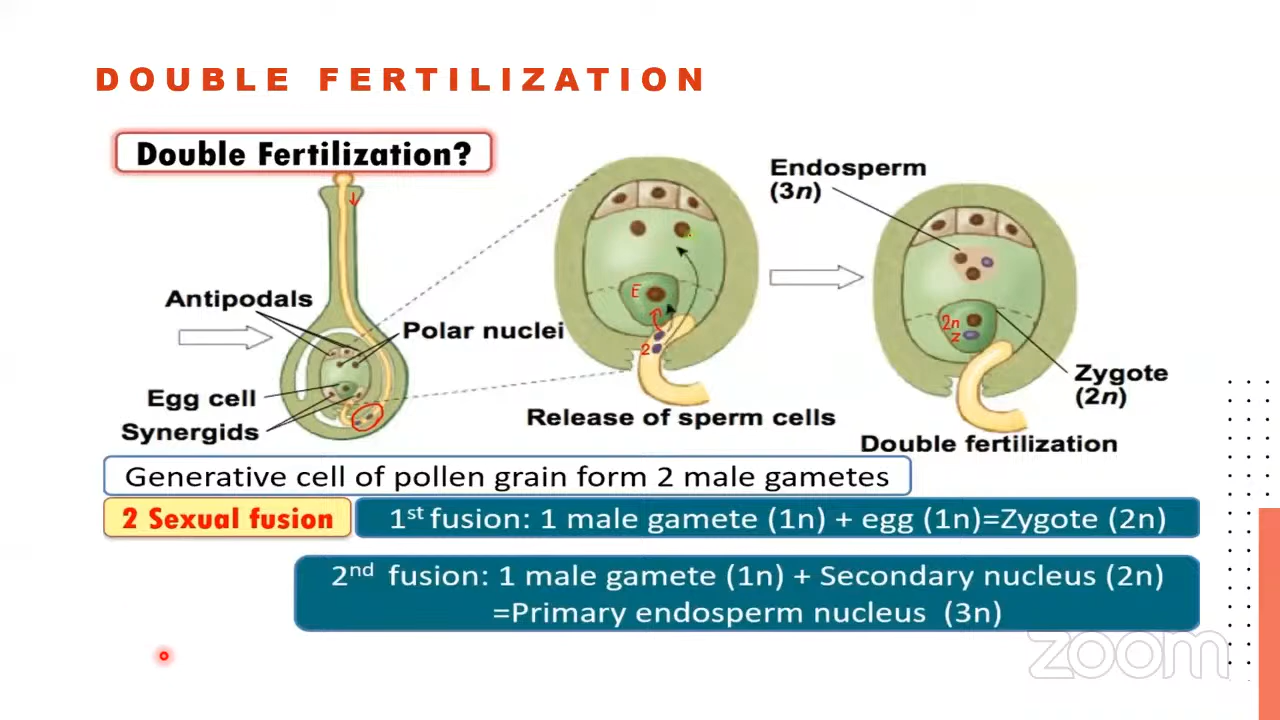 DOUBLE FERTILIZATION
Double Fertilization?
Endosperm
(3n)
Antipodals
Polar nuclei
Egg cell
Synergids
E
2
Release of sperm cells
2n
z
Zygote
(2n)
Double fertilization
Generative cell of pollen grain form 2 male gametes
2 Sexual fusion
1st fusion: 1 male gamete (1n) + egg (1n)=Zygote (2n)
2nd fusion: 1 male gamete (1n) + Secondary nucleus (2n)
=Primary endosperm nucleus (3n)
zoom